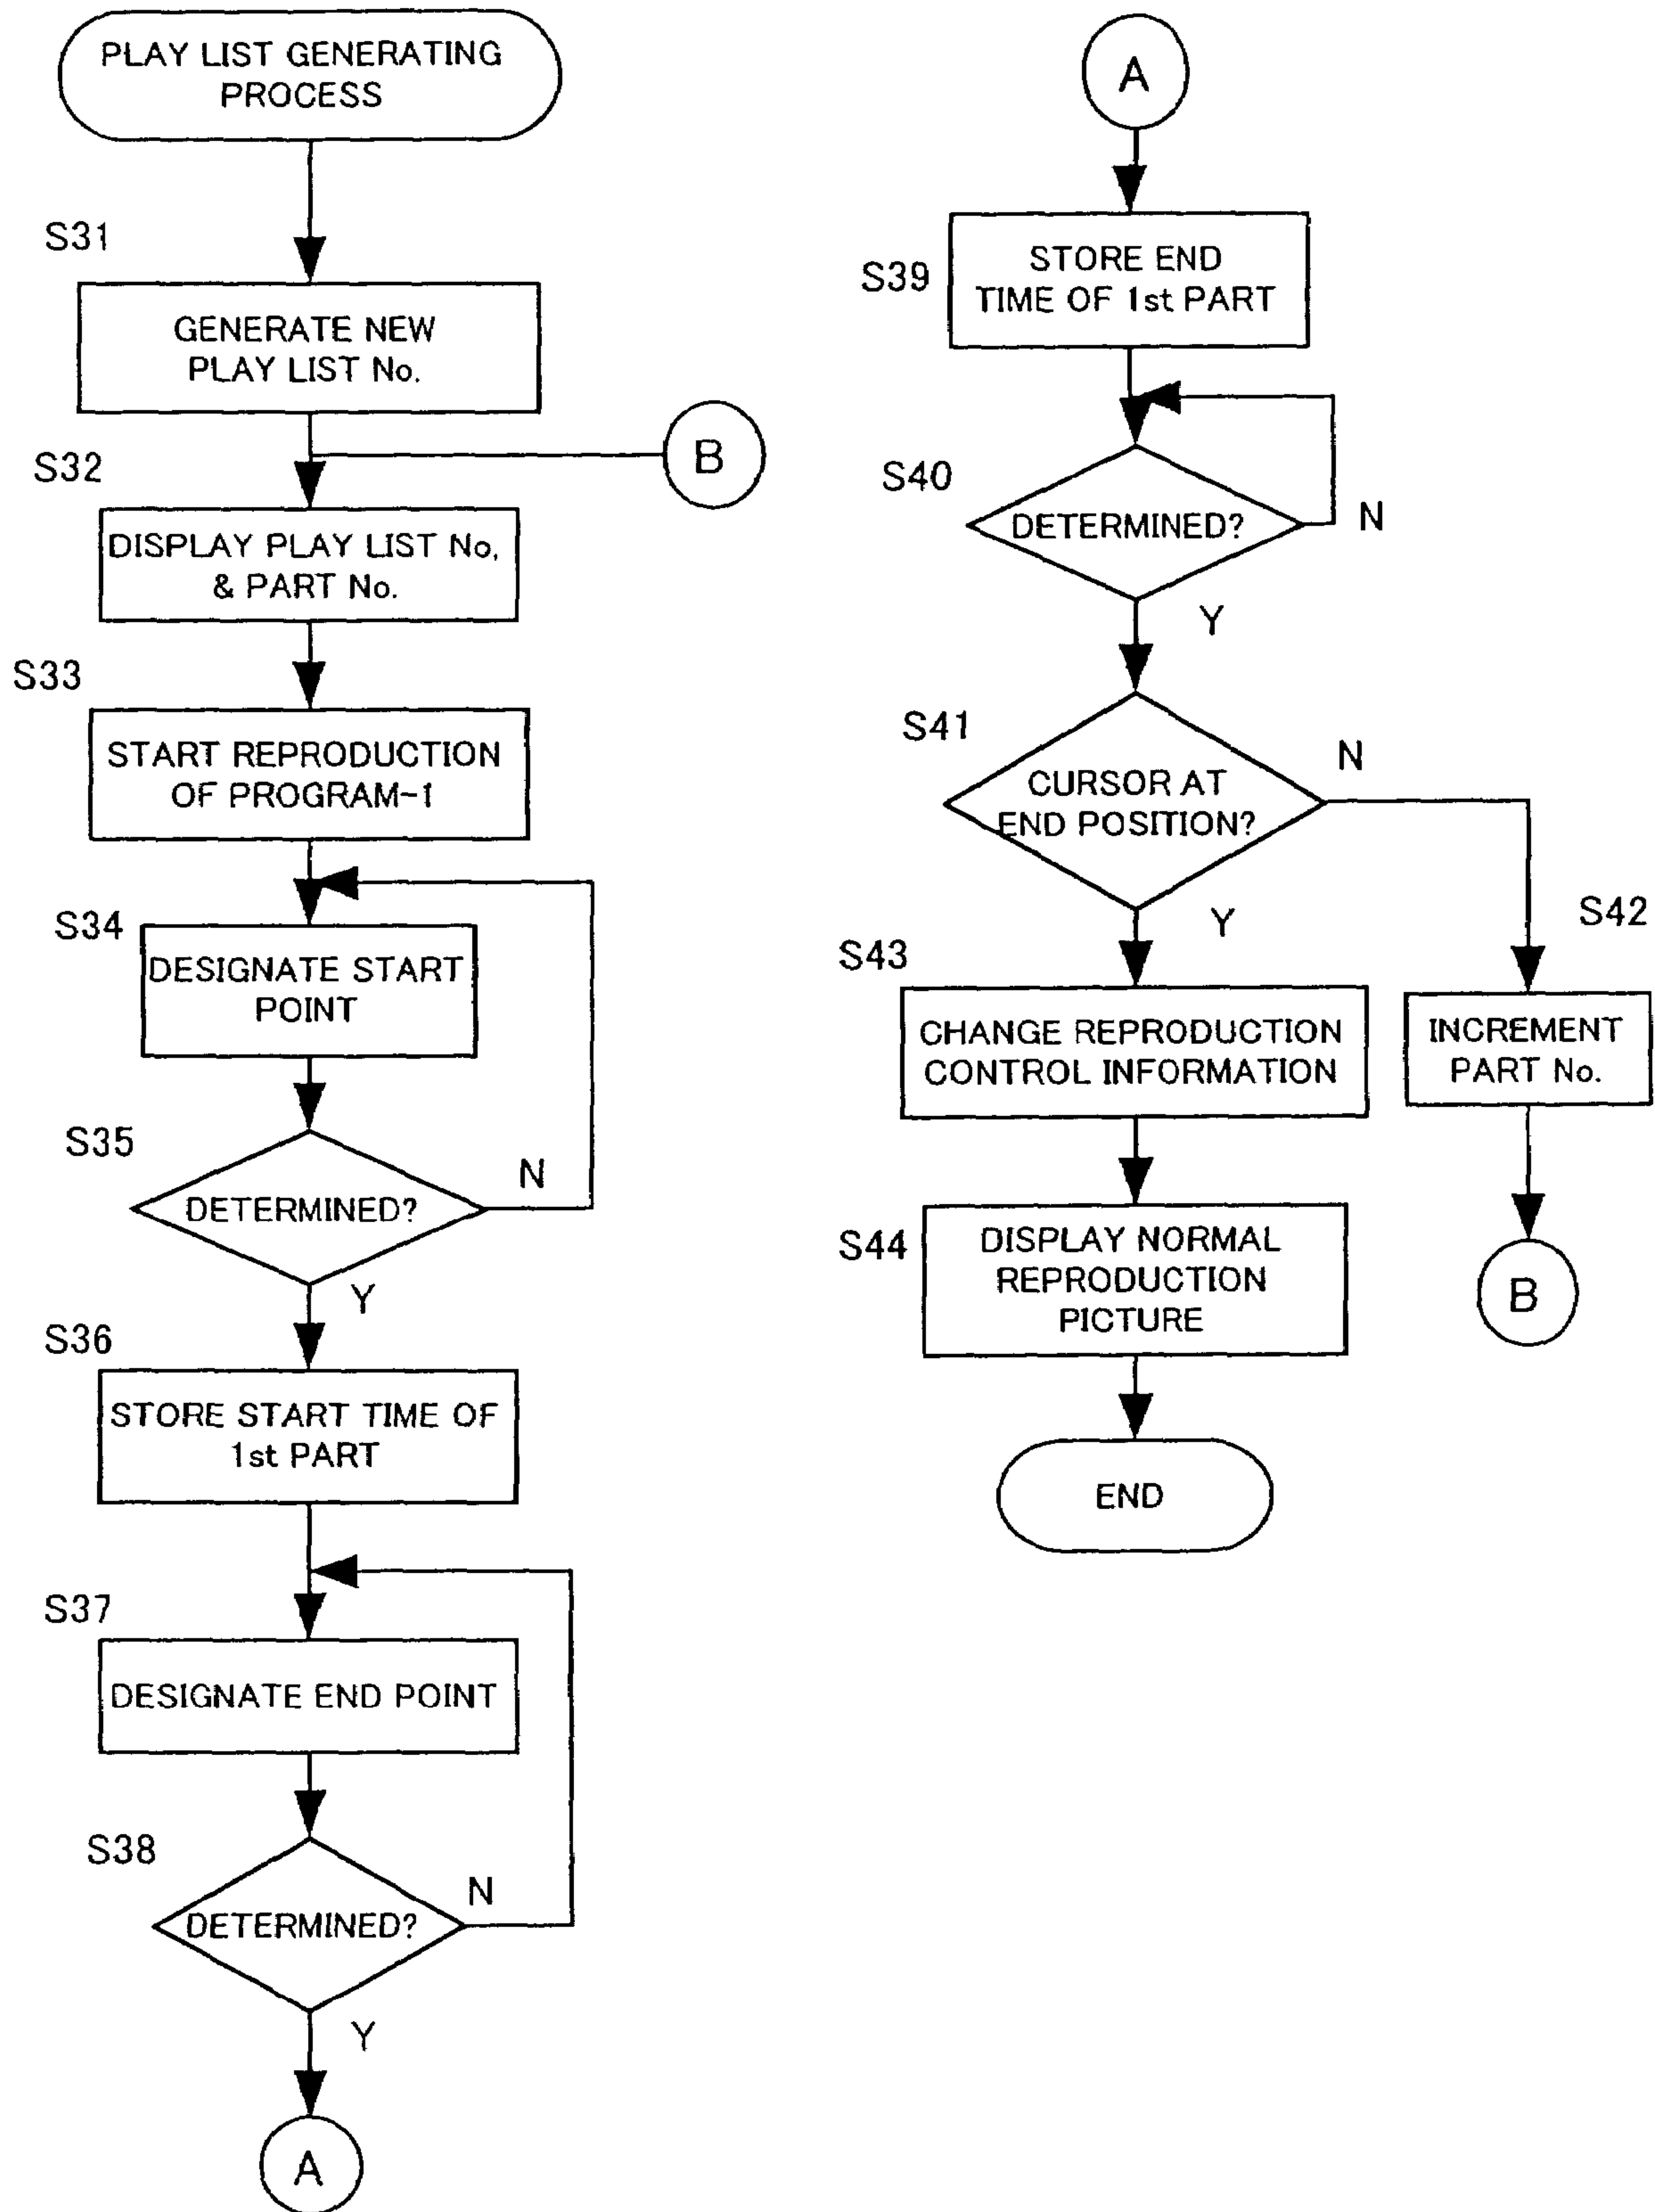 PLAY LIST GENERATING
PROCESS
S31
GENERATE NEW
PLAY LIST No.
B
S32
DISPLAY PLAY LIST No,
& PART No.
S33
START REPRODUCTION
OF PROGRAM-1
S34
DESIGNATE START
POINT
S35
DETERMINED?
N
Y
S36
STORE START TIME OF
1st PART
S37
DESIGNATE END POINT
S38
DETERMINED?
N
Y
A
A
S39
STORE END
TIME OF 1st PART
S40
DETERMINED?
N
Y
S41
CURSOR AT
END POSITION?
N
Y
S42
INCREMENT
PART No.
B
S43
CHANGE REPRODUCTION
CONTROL INFORMATION
S44
DISPLAY NORMAL
REPRODUCTION
PICTURE
END